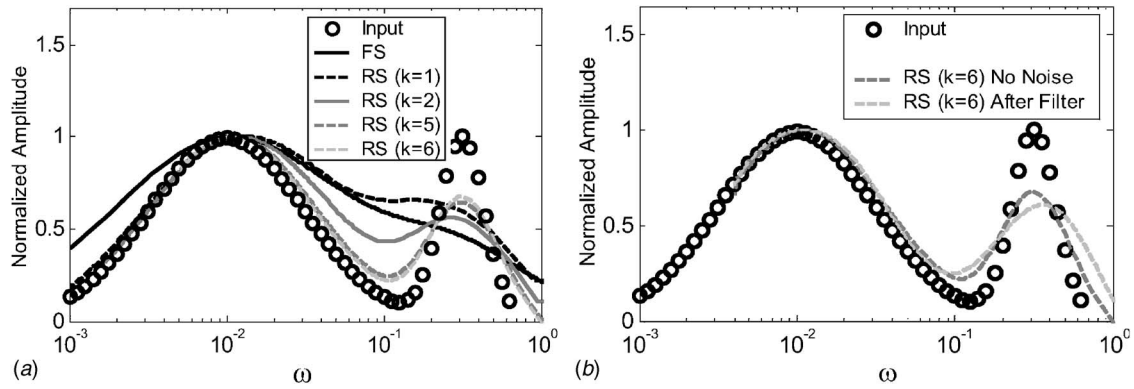 Normalized Amplitude
1.5
1
0.5
0
10^-3
10^-2
10^-1
10^0
ω
(a)
Input
FS
RS (k=1)
RS (k=2)
RS (k=5)
RS (k=6)
Normalized Amplitude
1.5
1
0.5
0
10^-3
10^-2
10^-1
10^0
ω
(b)
Input
RS (k=6) No Noise
RS (k=6) After Filter